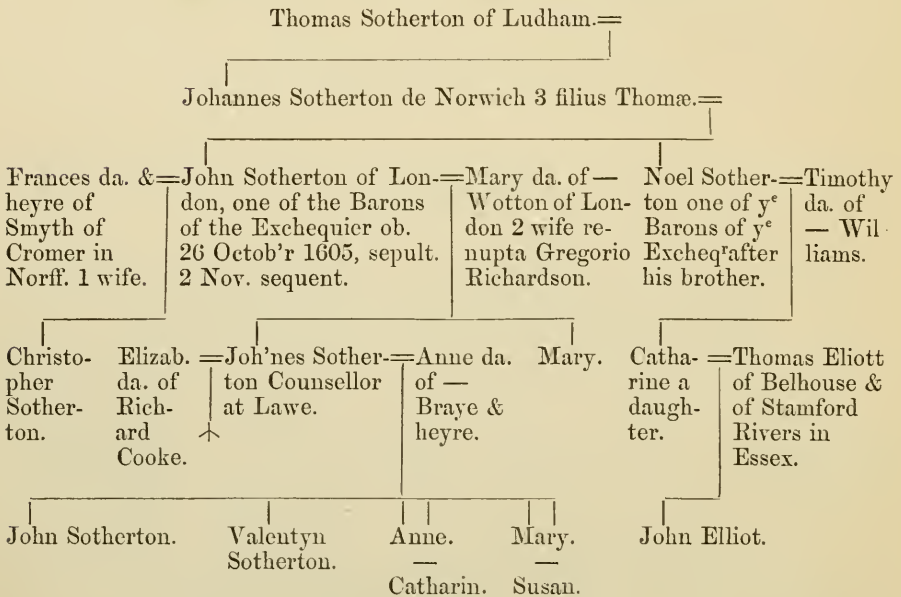 Thomas Sotherton of Ludham.=
Johannes Sotherton de Norwich 3 filius Thomæ.=
Frances da. &=
heyre of
Smyth of
Cromer in
Norff. 1 wife.
John Sotherton of Lon-=
don, one of the Barons
of the Exchequier ob.
26 Octob'r 1605, sepult.
2 Nov. sequent.
Mary da. of —
Wotton of Lon-
don 2 wife re-
nupta Gregorio
Richardson.
Noel Sother-=
ton one of yᵉ
Barons of yᵉ
Excheqʳ after
his brother.
Timothy
da. of
— Wil-
liams.
Christo-
pher
Sother-
ton.
Elizab. =
da. of
Rich-
ard
Cooke.
Joh'nes Sother-=
ton Counsellor
at Lawe.
Anne da.
of —
Braye &
heyre.
Mary.
Catha- =
rine a
daugh-
ter.
Thomas Eliott
of Belhouse &
of Stamford
Rivers in
Essex.
John Sotherton.
Valentyn
Sotherton.
Anne.
—
Catharin.
Mary.
—
Susan.
John Elliot.